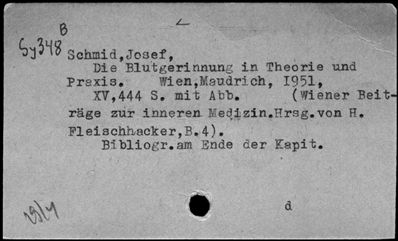 B
Sy348
Schmid,Josef,
Die Blutgerinnung in Theorie und
Praxis. Wien,Maudrich, 1951,
XV,444 S. mit Abb. (Wiener Beit-
räge zur inneren Medizin.Hrsg.von H.
Fleischhacker,B.4).
Bibliogr.am Ende der Kapit.
d